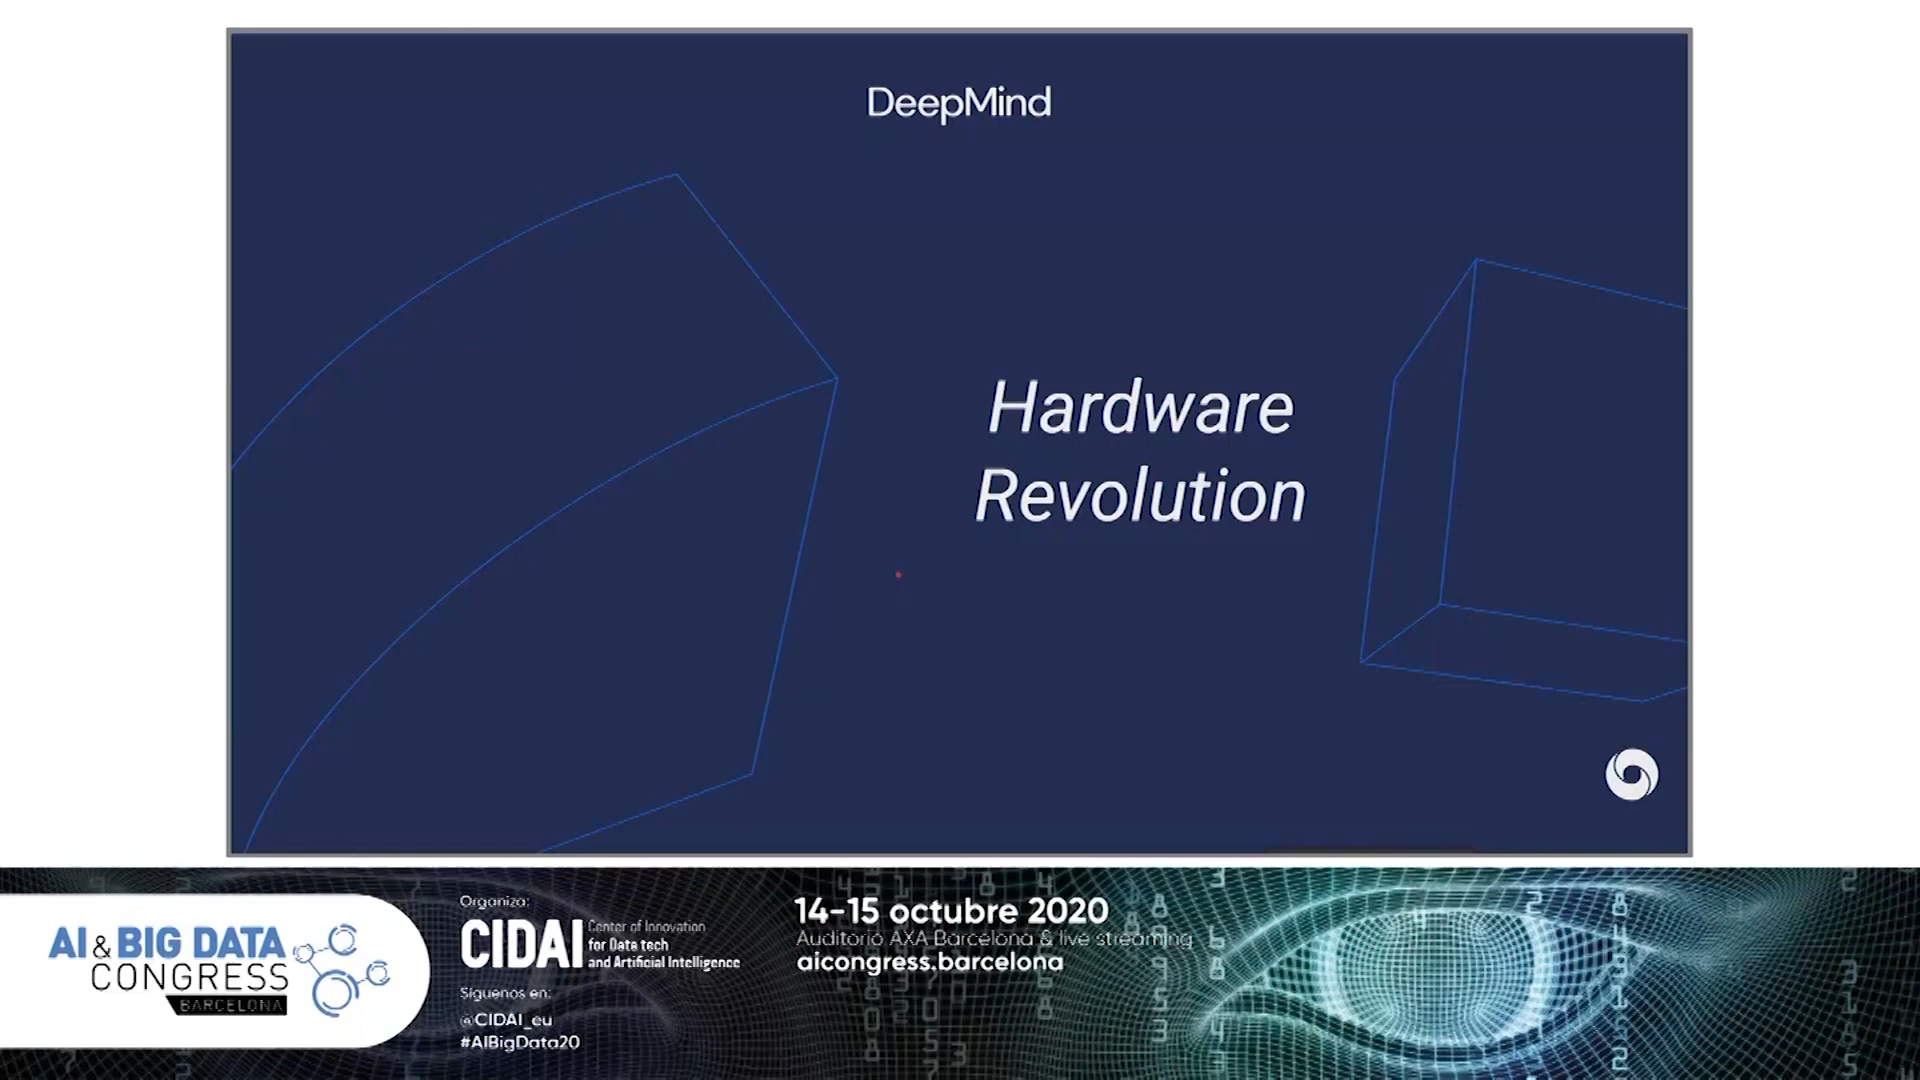 DeepMind
Hardware
Revolution
AI & BIG DATA
CONGRESS
BARCELONA
Organiza:
CIDAI
Center of Innovation
for Data tech
and Artificial Intelligence
Síguenos en:
@CIDAI_eu
#AIBigData20
14-15 octubre 2020
Auditorio AXA Barcelona & live streaming
aicongress.barcelona